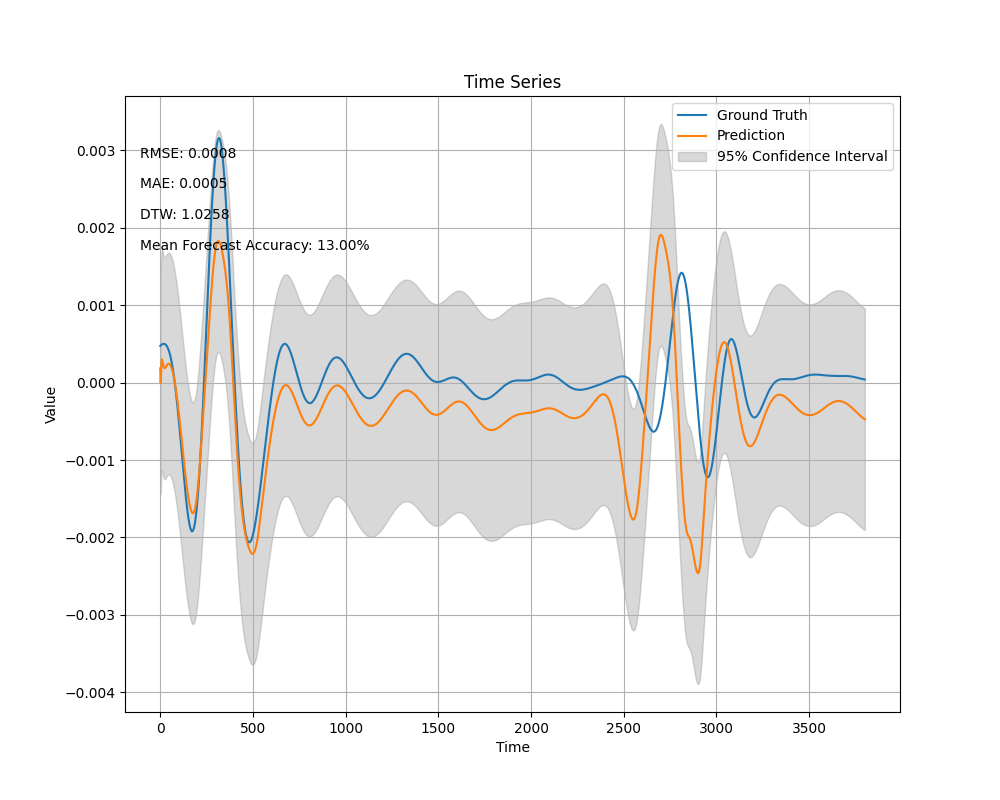 Time Series
Ground Truth
Prediction
95% Confidence Interval
RMSE: 0.0008
MAE: 0.0005
DTW: 1.0258
Mean Forecast Accuracy: 13.00%
0.003
0.002
0.001
0.000
−0.001
−0.002
−0.003
−0.004
Value
0 500 1000 1500 2000 2500 3000 3500
Time